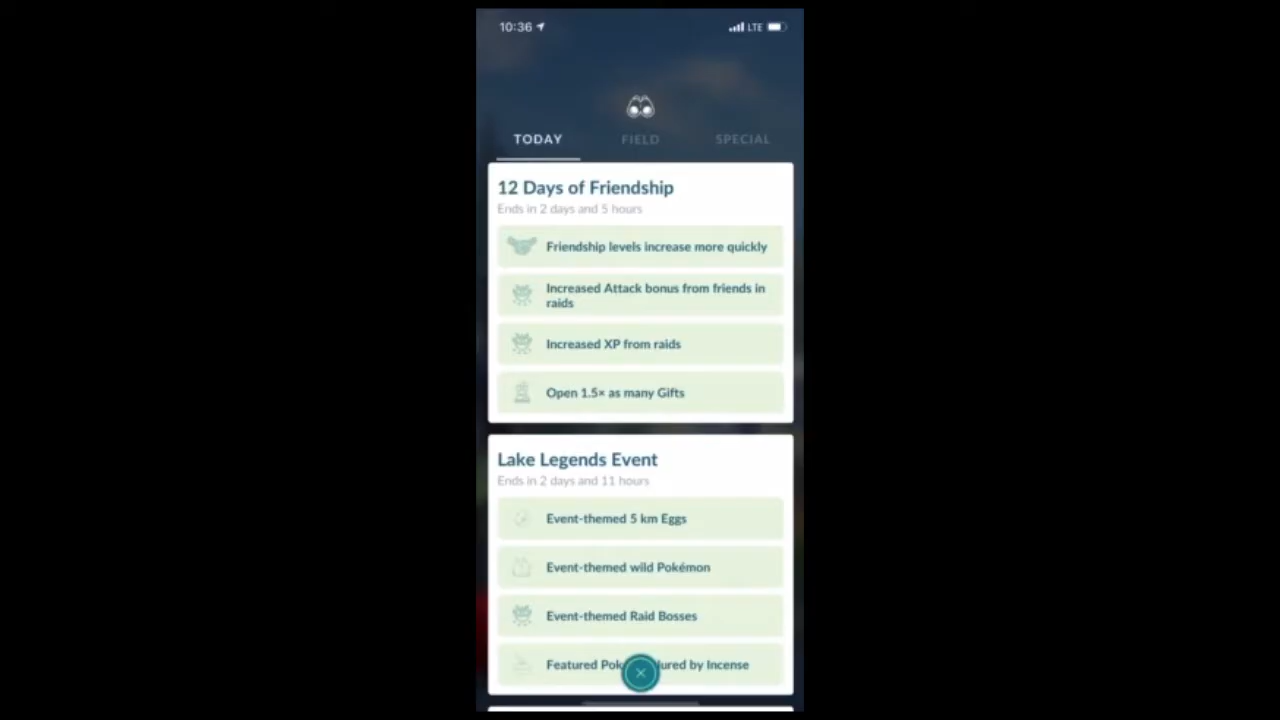 10:36
LTE
TODAY FIELD SPECIAL
12 Days of Friendship
Ends in 2 days and 5 hours
Friendship levels increase more quickly
Increased Attack bonus from friends in
raids
Increased XP from raids
Open 1.5× as many Gifts
Lake Legends Event
Ends in 2 days and 11 hours
Event-themed 5 km Eggs
Event-themed wild Pokémon
Event-themed Raid Bosses
Featured Pok lured by Incense